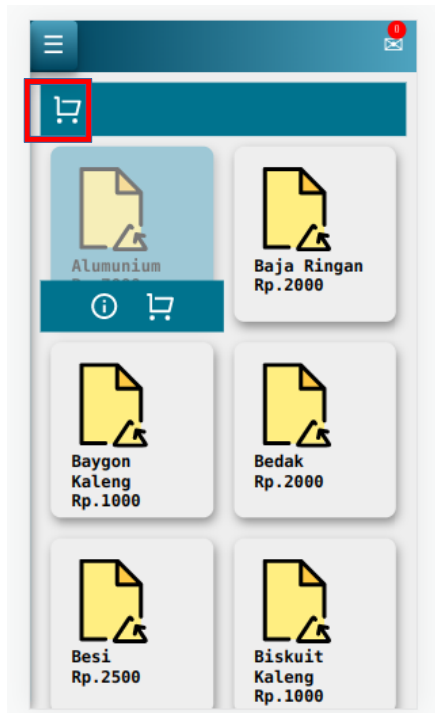 0
Alumunium
Baja Ringan
Rp.2000
Baygon
Kaleng
Rp.1000
Bedak
Rp.2000
Besi
Rp.2500
Biskuit
Kaleng
Rp.1000